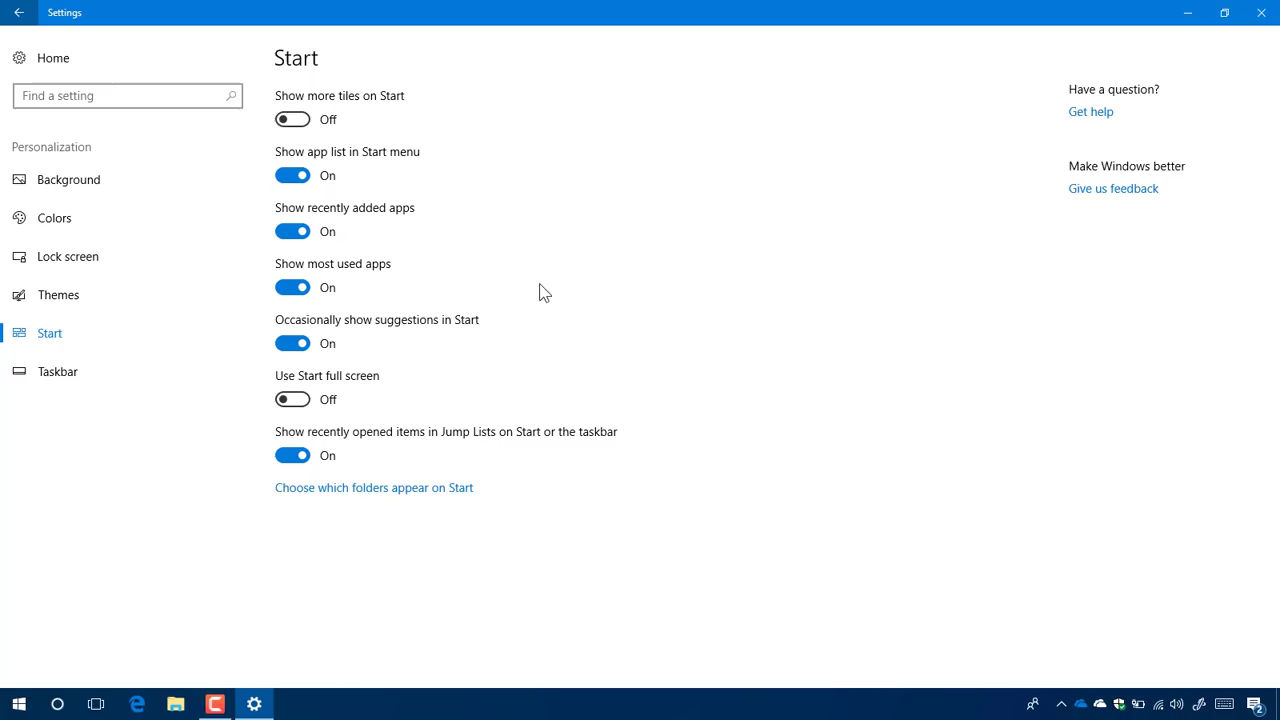 Settings
Home
Find a setting
Personalization
Background
Colors
Lock screen
Themes
Start
Taskbar
Start
Show more tiles on Start
Off
Show app list in Start menu
On
Show recently added apps
On
Show most used apps
On
Occasionally show suggestions in Start
On
Use Start full screen
Off
Show recently opened items in Jump Lists on Start or the taskbar
On
Choose which folders appear on Start
Have a question?
Get help
Make Windows better
Give us feedback
2